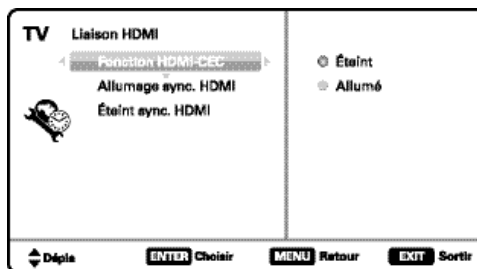 TV Liaison HDMI
Fonction HDMI-CEC
Éteint
Allumage sync. HDMI
Allumé
Éteint sync. HDMI
Dépla ENTER Choisir MENU Retour EXIT Sortir